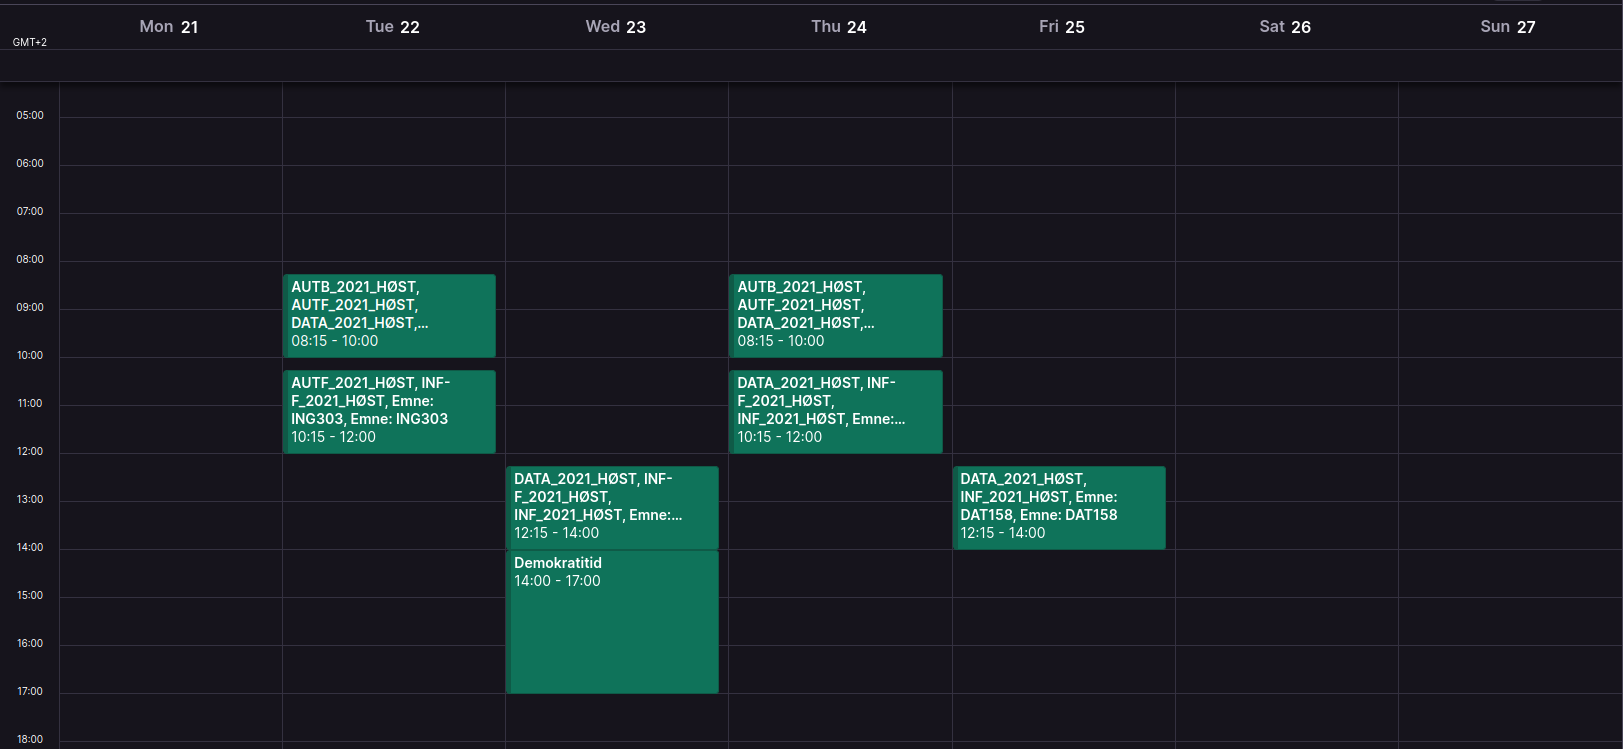 Mon 21
Tue 22
Wed 23
Thu 24
Fri 25
Sat 26
Sun 27
GMT+2
05:00
06:00
07:00
08:00
09:00
10:00
11:00
12:00
13:00
14:00
15:00
16:00
17:00
18:00
AUTB_2021_HØST,
AUTF_2021_HØST,
DATA_2021_HØST,...
08:15 - 10:00
AUTF_2021_HØST, INF-
F_2021_HØST, Emne:
ING303, Emne: ING303
10:15 - 12:00
DATA_2021_HØST, INF-
F_2021_HØST,
INF_2021_HØST, Emne:...
12:15 - 14:00
Demokratitid
14:00 - 17:00
AUTB_2021_HØST,
AUTF_2021_HØST,
DATA_2021_HØST,...
08:15 - 10:00
DATA_2021_HØST, INF-
F_2021_HØST,
INF_2021_HØST, Emne:...
10:15 - 12:00
DATA_2021_HØST,
INF_2021_HØST, Emne:
DAT158, Emne: DAT158
12:15 - 14:00